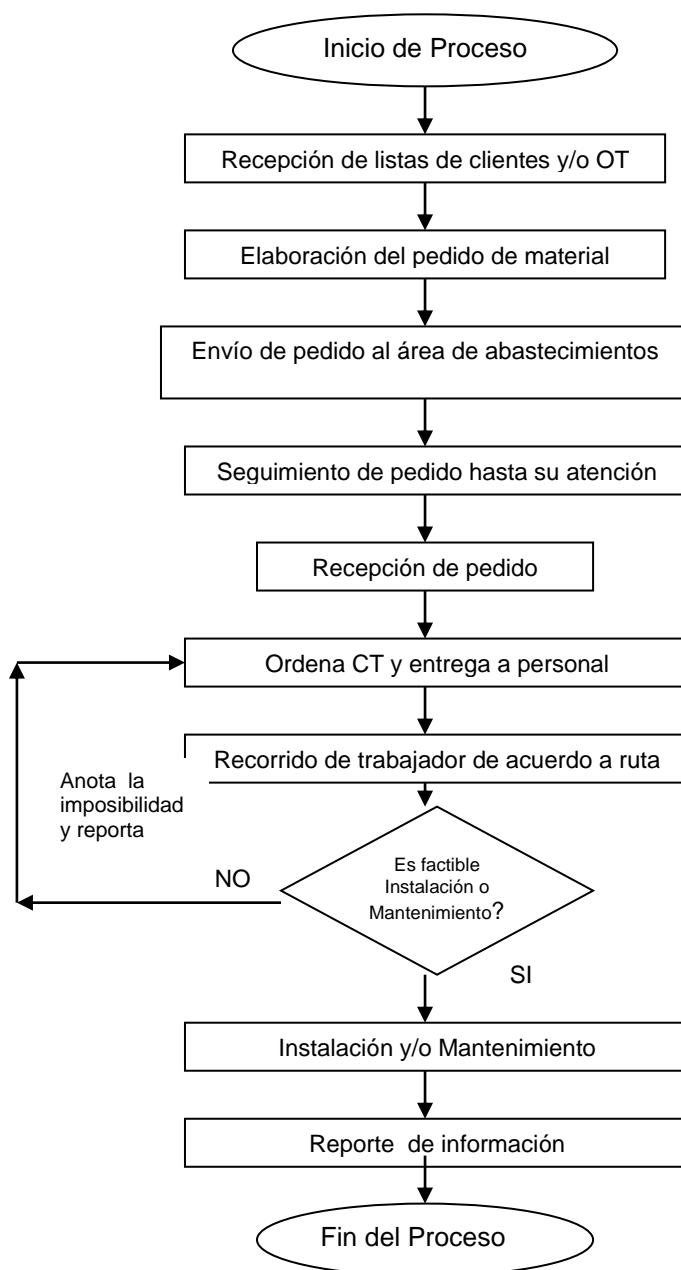 Inicio de Proceso
Recepción de listas de clientes y/o OT
Elaboración del pedido de material
Envío de pedido al área de abastecimientos
Seguimiento de pedido hasta su atención
Recepción de pedido
Ordena CT y entrega a personal
Recorrido de trabajador de acuerdo a ruta
Anota la
imposibilidad
y reporta
Es factible
Instalación o
Mantenimiento?
NO
SI
Instalación y/o Mantenimiento
Reporte de información
Fin del Proceso